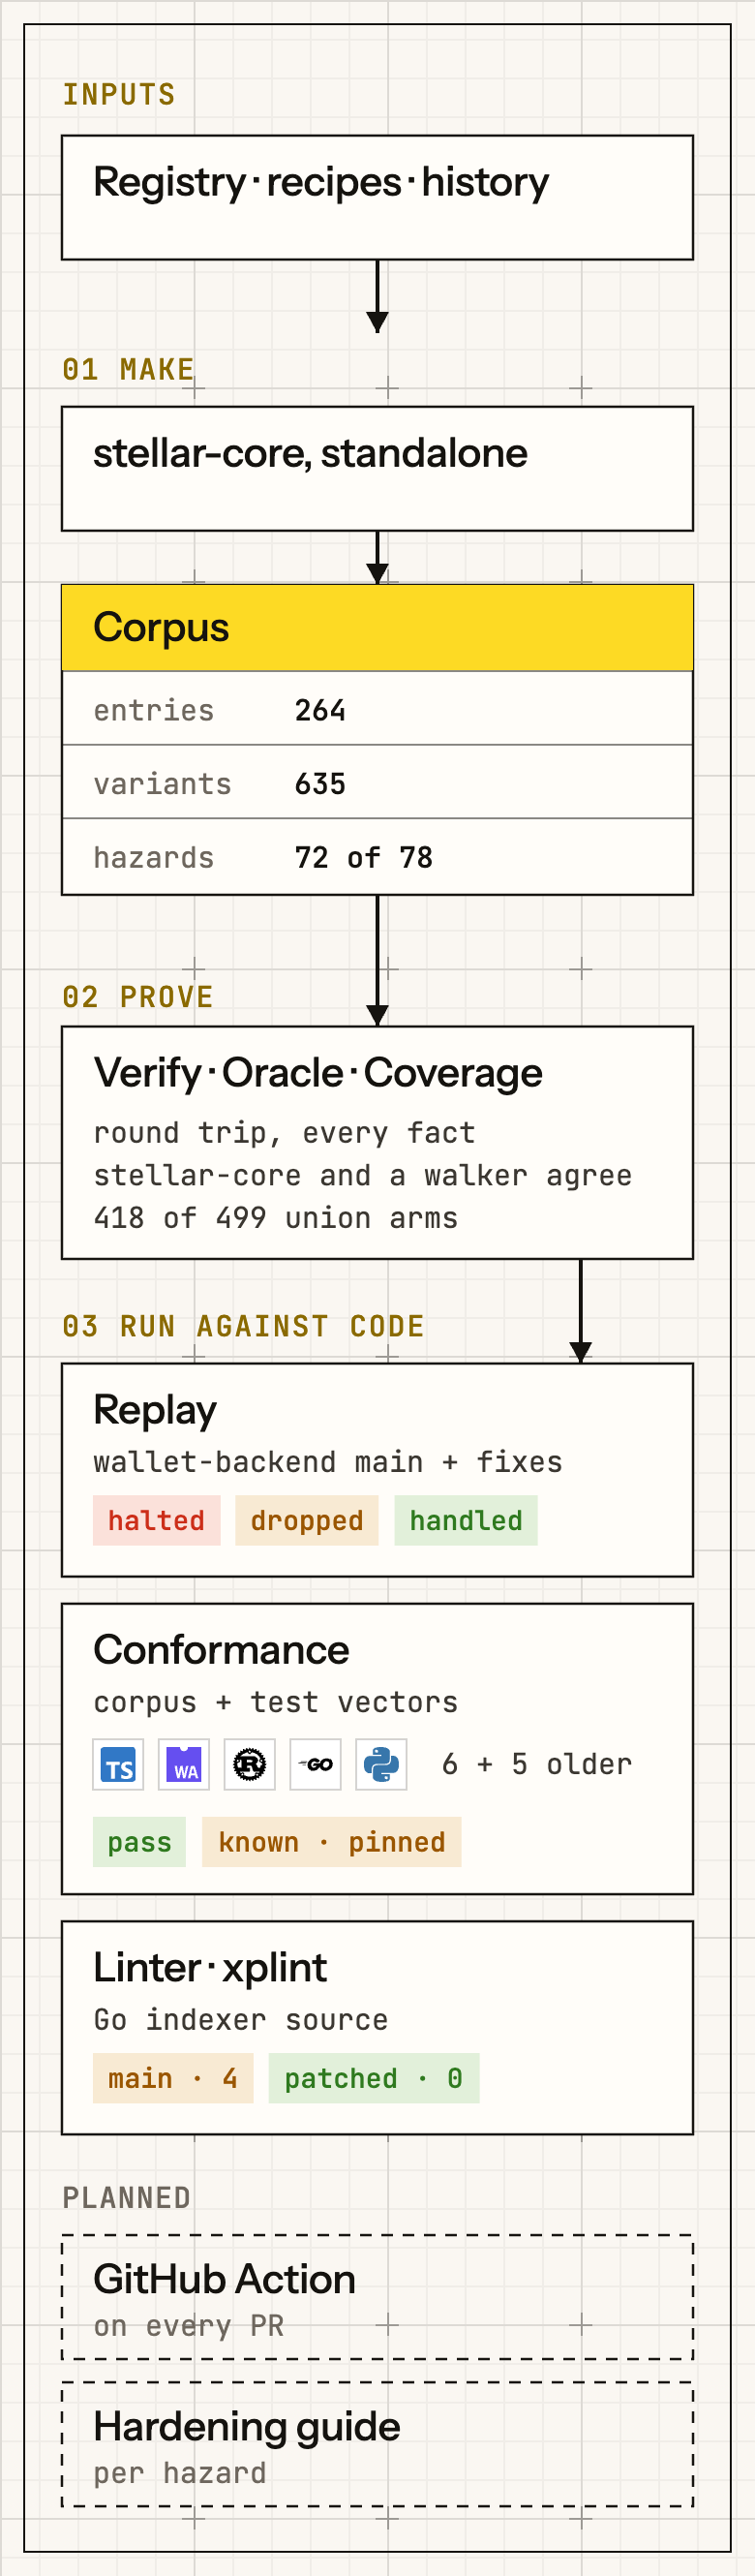 INPUTS
Registry · recipes · history
01 MAKE
stellar-core, standalone
Corpus
entries 264
variants 635
hazards 72 of 78
02 PROVE
Verify · Oracle · Coverage
round trip, every fact
stellar-core and a walker agree
418 of 499 union arms
03 RUN AGAINST CODE
Replay
wallet-backend main + fixes
halted dropped handled
Conformance
corpus + test vectors
TS WA R GO 6 + 5 older
pass known · pinned
Linter · xplint
Go indexer source
main · 4 patched · 0
PLANNED
GitHub Action
on every PR
Hardening guide
per hazard